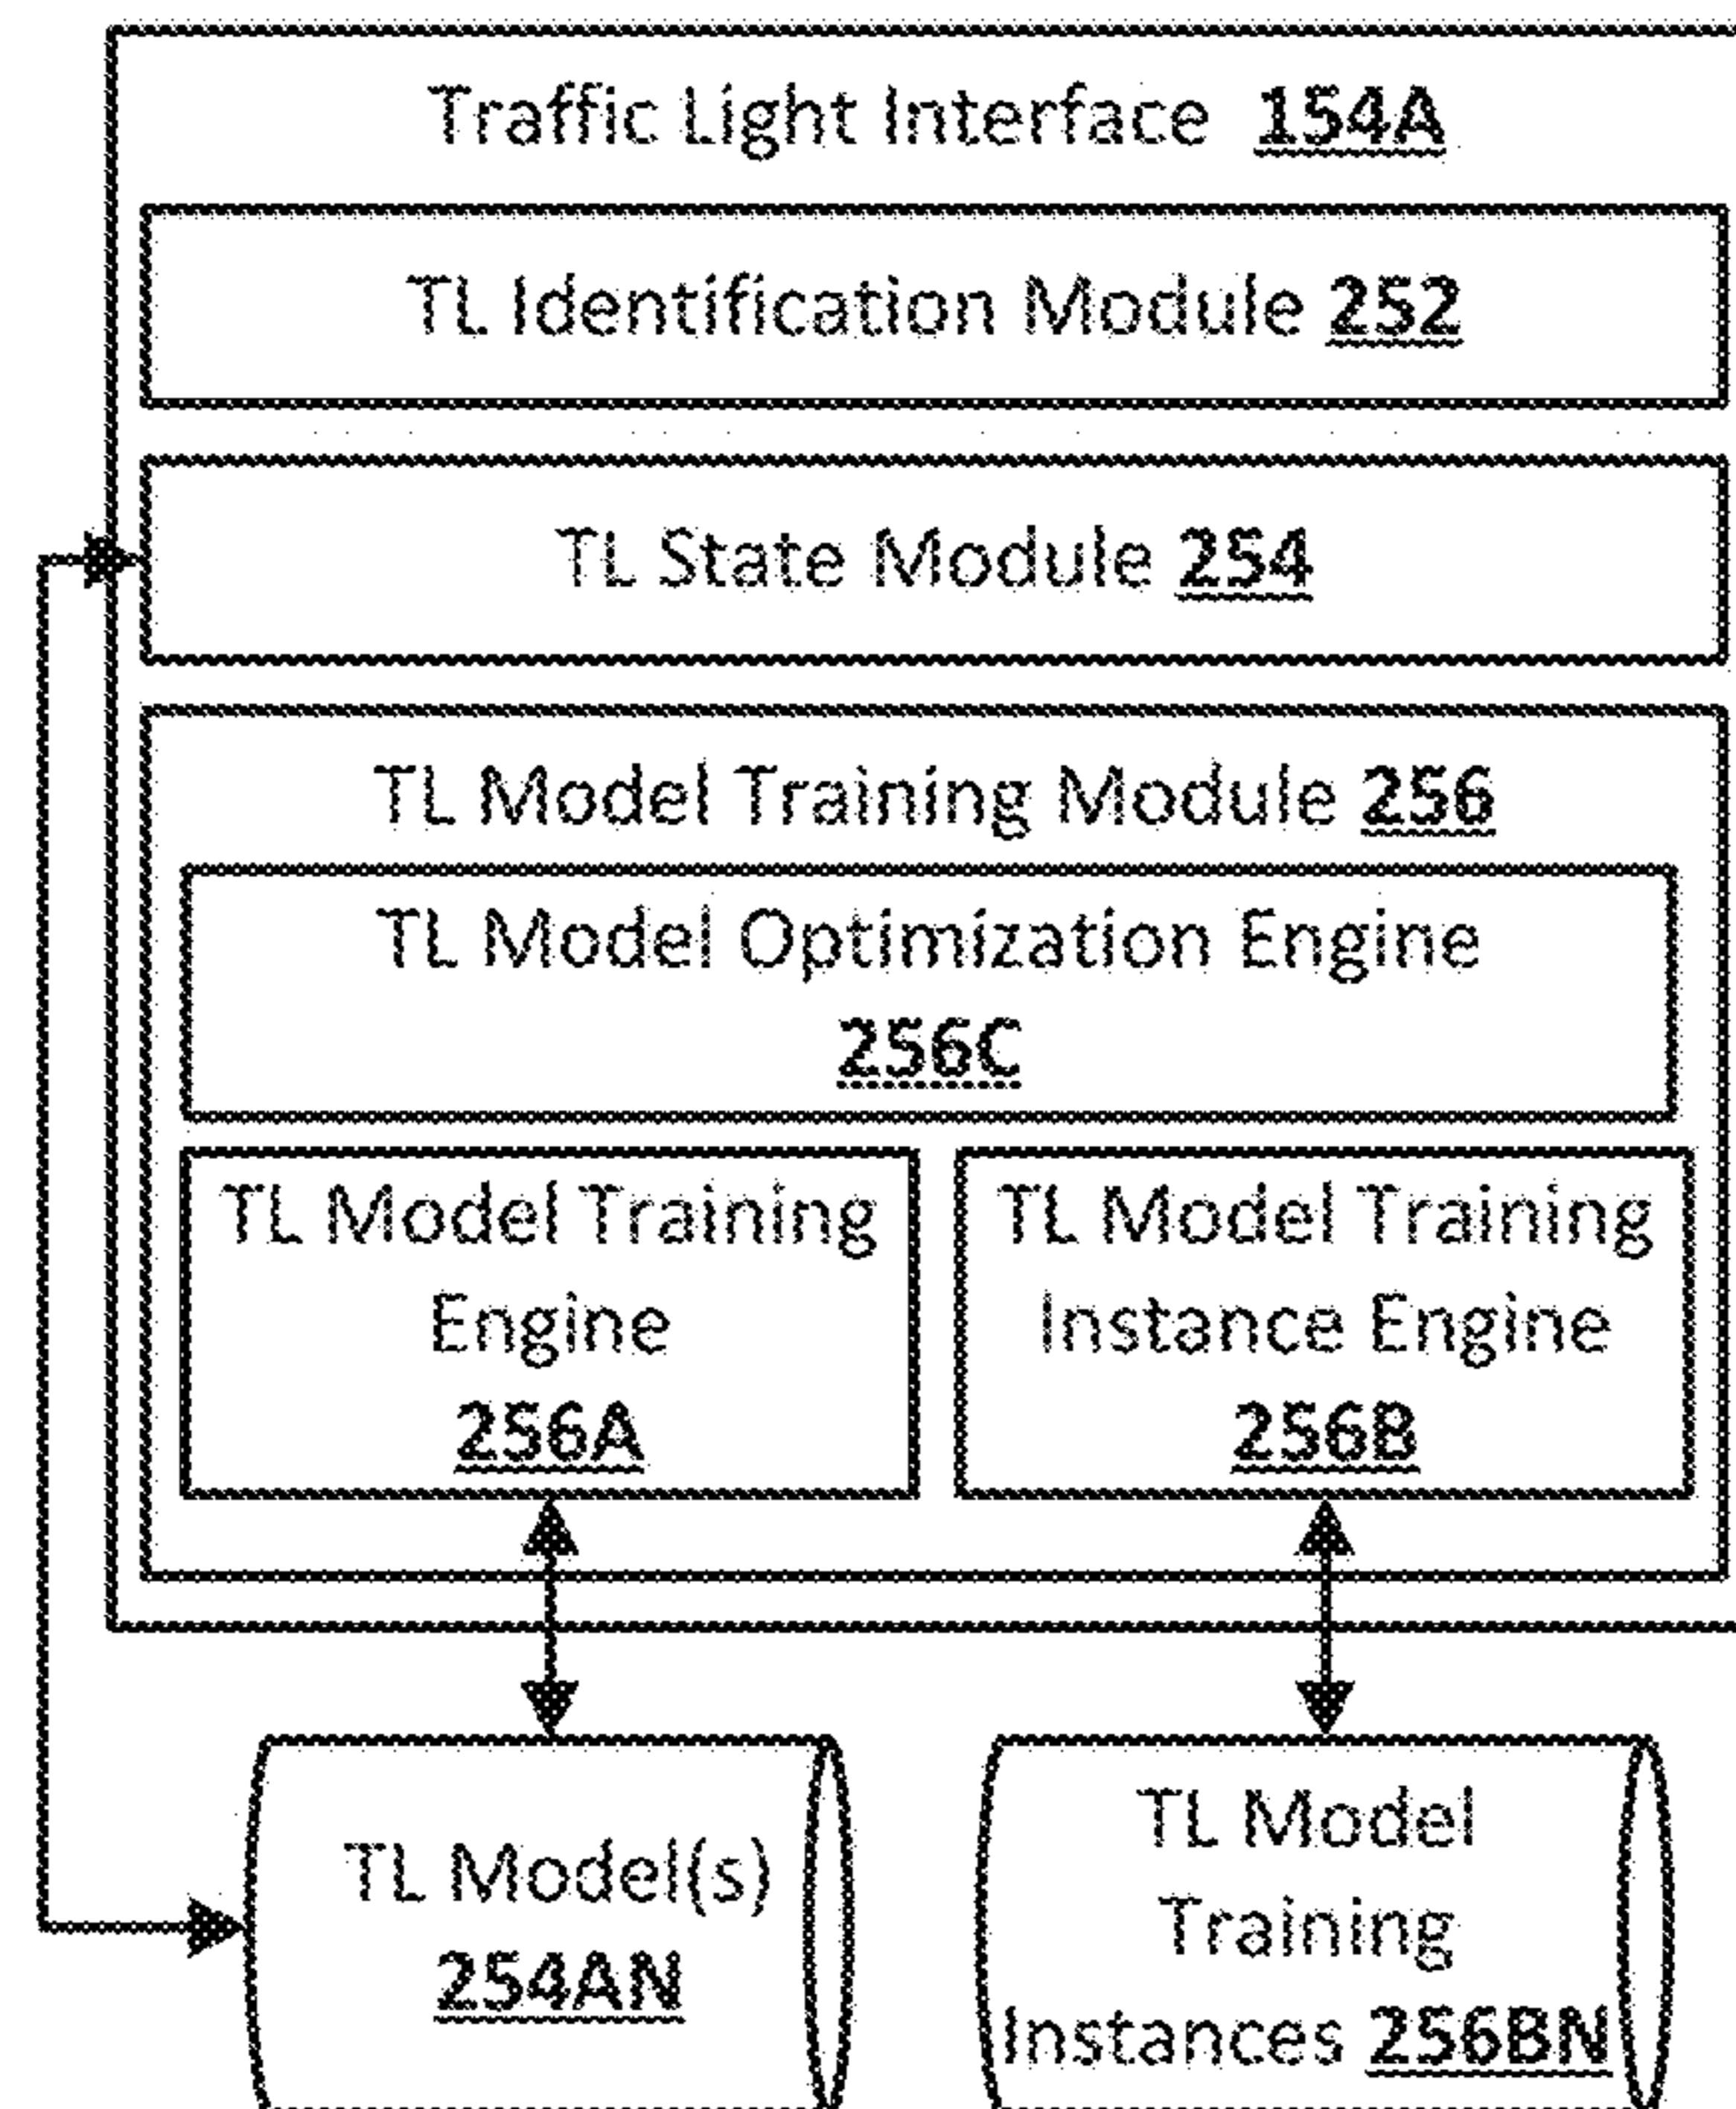 Traffic Light Interface 154A
TL Identification Module 252
TL State Module 254
TL Model Training Module 256
TL Model Optimization Engine
256C
TL Model Training
Engine
256A
TL Model Training
Instance Engine
256B
TL Model(s)
254AN
TL Model
Training
Instances 256BN